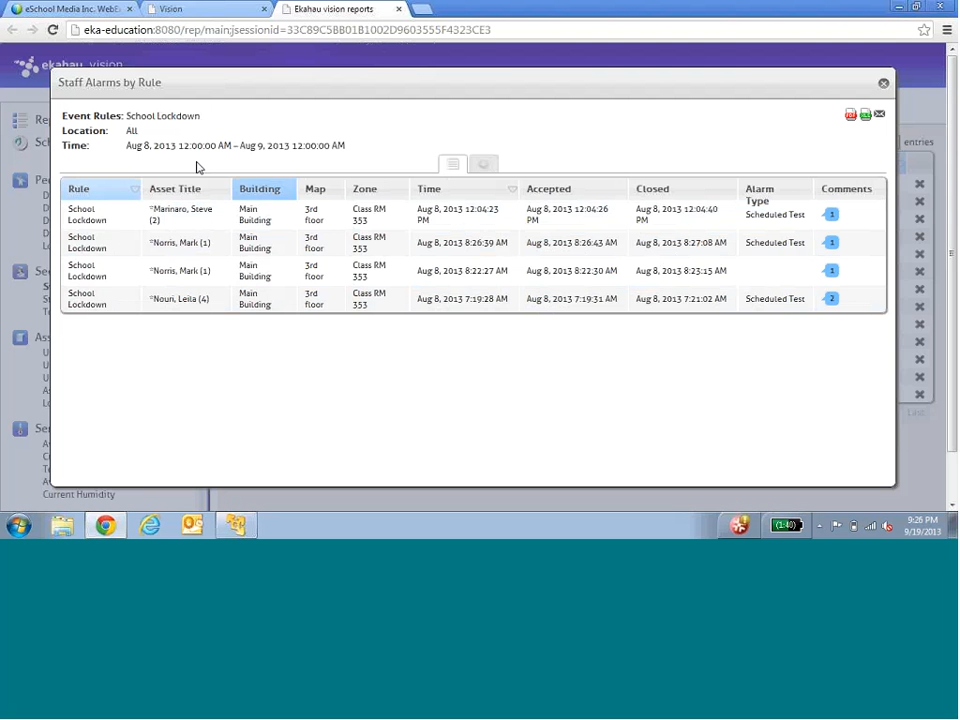 eSchool Media Inc. WebEx
Vision
Ekahau vision reports
eka-education:8080/rep/main;jsessionid=33C89C5BB01B1002D9603555F4323CE3
ekahau vision
Staff Alarms by Rule
Event Rules: School Lockdown
Location: All
Time: Aug 8, 2013 12:00:00 AM – Aug 9, 2013 12:00:00 AM
entries
Rule Asset Title Building Map Zone Time Accepted Closed Alarm Type Comments
School Lockdown *Marinaro, Steve (2) Main Building 3rd floor Class RM 353 Aug 8, 2013 12:04:23 PM Aug 8, 2013 12:04:26 PM Aug 8, 2013 12:04:40 PM Scheduled Test 1
School Lockdown *Norris, Mark (1) Main Building 3rd floor Class RM 353 Aug 8, 2013 8:26:39 AM Aug 8, 2013 8:26:43 AM Aug 8, 2013 8:27:08 AM Scheduled Test 1
School Lockdown *Norris, Mark (1) Main Building 3rd floor Class RM 353 Aug 8, 2013 8:22:27 AM Aug 8, 2013 8:22:30 AM Aug 8, 2013 8:23:15 AM 1
School Lockdown *Nouri, Leila (4) Main Building 3rd floor Class RM 353 Aug 8, 2013 7:19:28 AM Aug 8, 2013 7:19:31 AM Aug 8, 2013 7:21:02 AM Scheduled Test 2
Last
Current Humidity
(1:40)
9:26 PM
9/19/2013